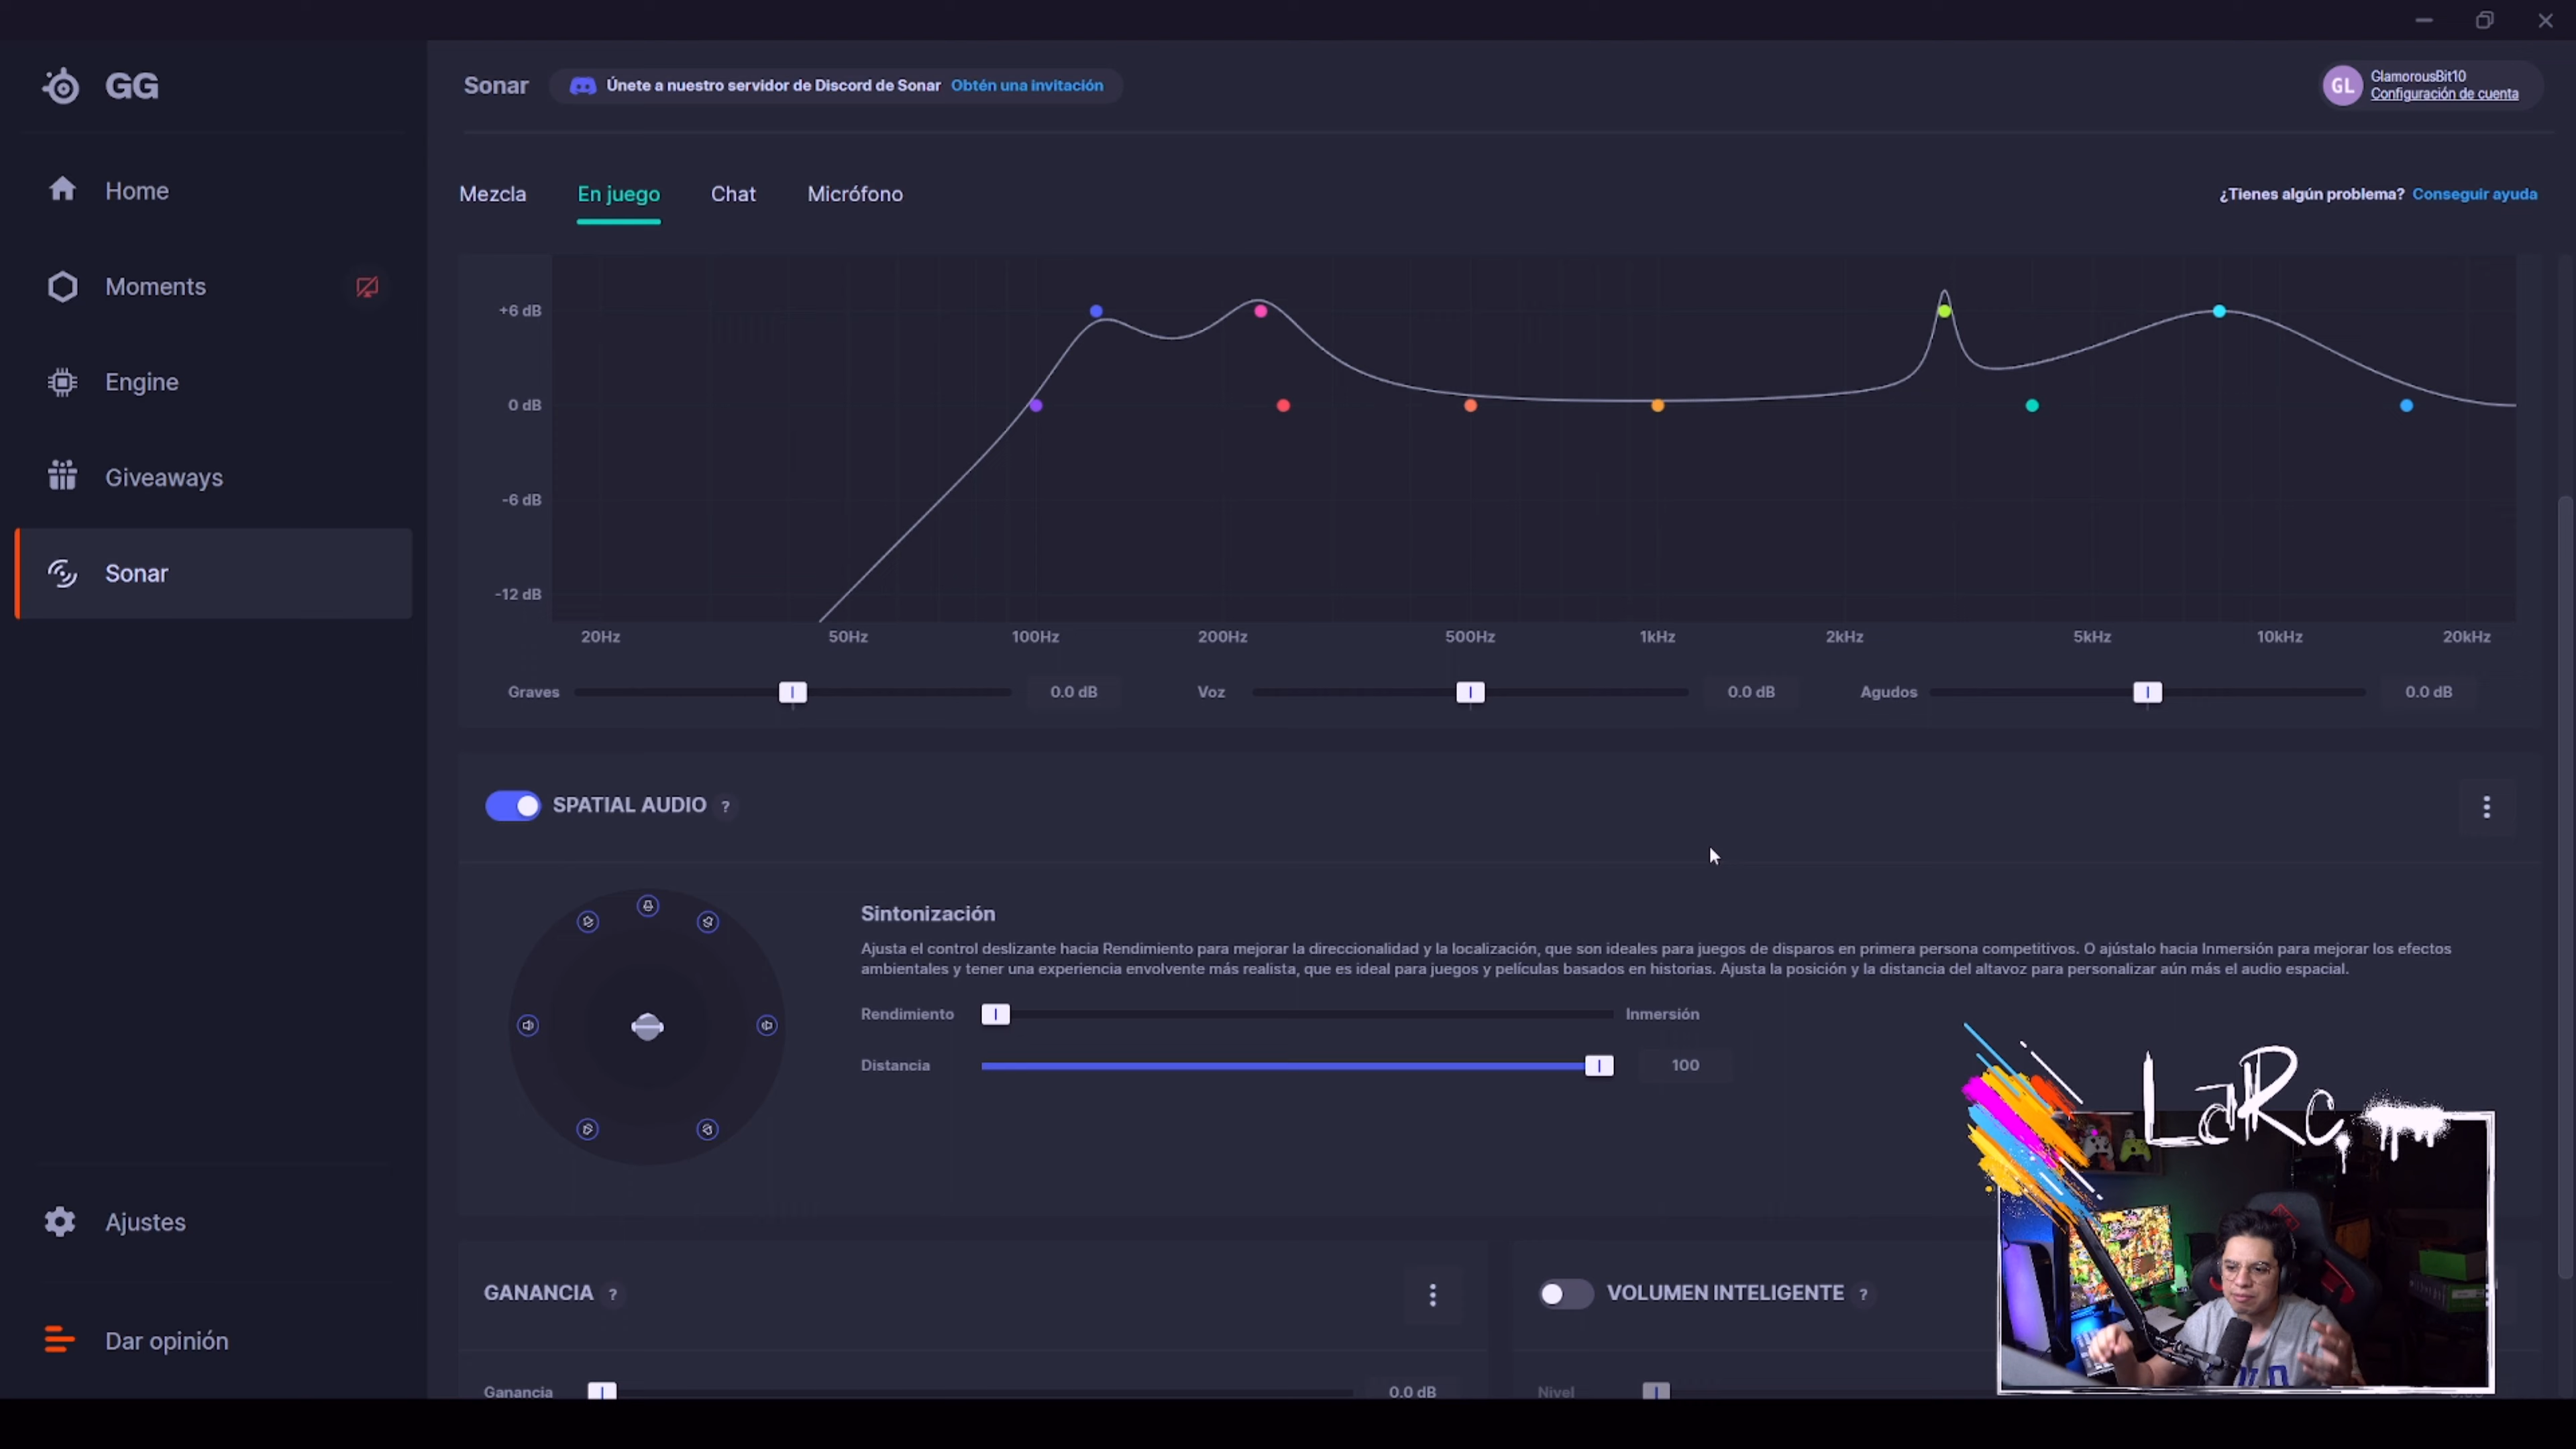 GG
Sonar
Únete a nuestro servidor de Discord de Sonar Obtén una invitación
GL
GlamorousBit10
Configuración de cuenta
Home
Moments
Engine
Giveaways
Sonar
Ajustes
Dar opinión
Mezcla En juego Chat Micrófono
¿Tienes algún problema? Conseguir ayuda
+6 dB
0 dB
-6 dB
-12 dB
20Hz 50Hz 100Hz 200Hz 500Hz 1kHz 2kHz 5kHz 10kHz 20kHz
Graves 0.0 dB Voz 0.0 dB Agudos 0.0 dB
SPATIAL AUDIO ?
Sintonización
Ajusta el control deslizante hacia Rendimiento para mejorar la direccionalidad y la localización, que son ideales para juegos de disparos en primera persona competitivos. O ajústalo hacia Inmersión para mejorar los efectos
ambientales y tener una experiencia envolvente más realista, que es ideal para juegos y películas basados en historias. Ajusta la posición y la distancia del altavoz para personalizar aún más el audio espacial.
Rendimiento Inmersión
Distancia 100
LaRc.
GANANCIA ?
VOLUMEN INTELIGENTE ?
Ganancia 0.0 dB
Nivel